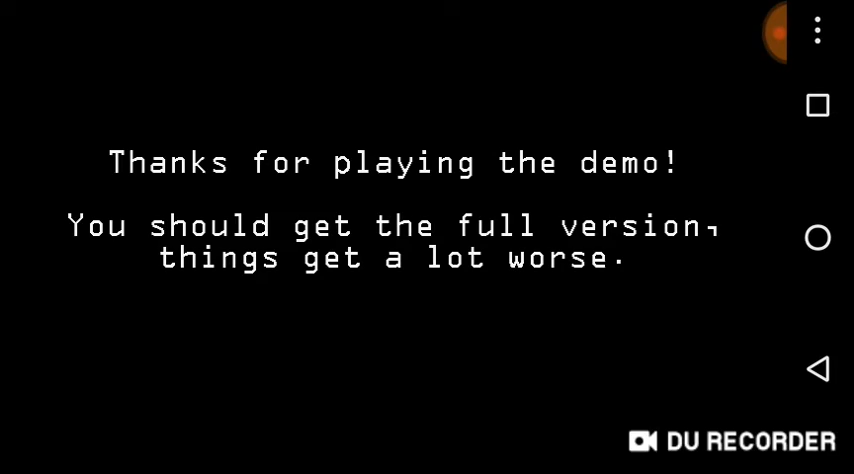 Thanks for playing the demo!
You should get the full version,
things get a lot worse.
DU RECORDER